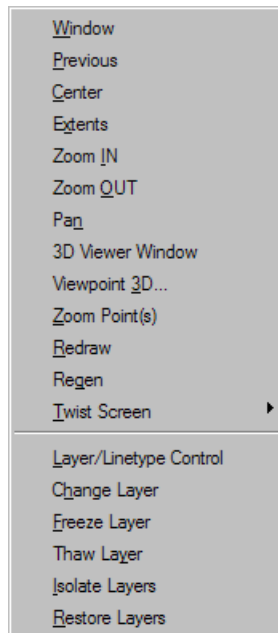 Window
Previous
Center
Extents
Zoom IN
Zoom OUT
Pan
3D Viewer Window
Viewpoint 3D...
Zoom Point(s)
Redraw
Regen
Twist Screen
Layer/Linetype Control
Change Layer
Freeze Layer
Thaw Layer
Isolate Layers
Restore Layers